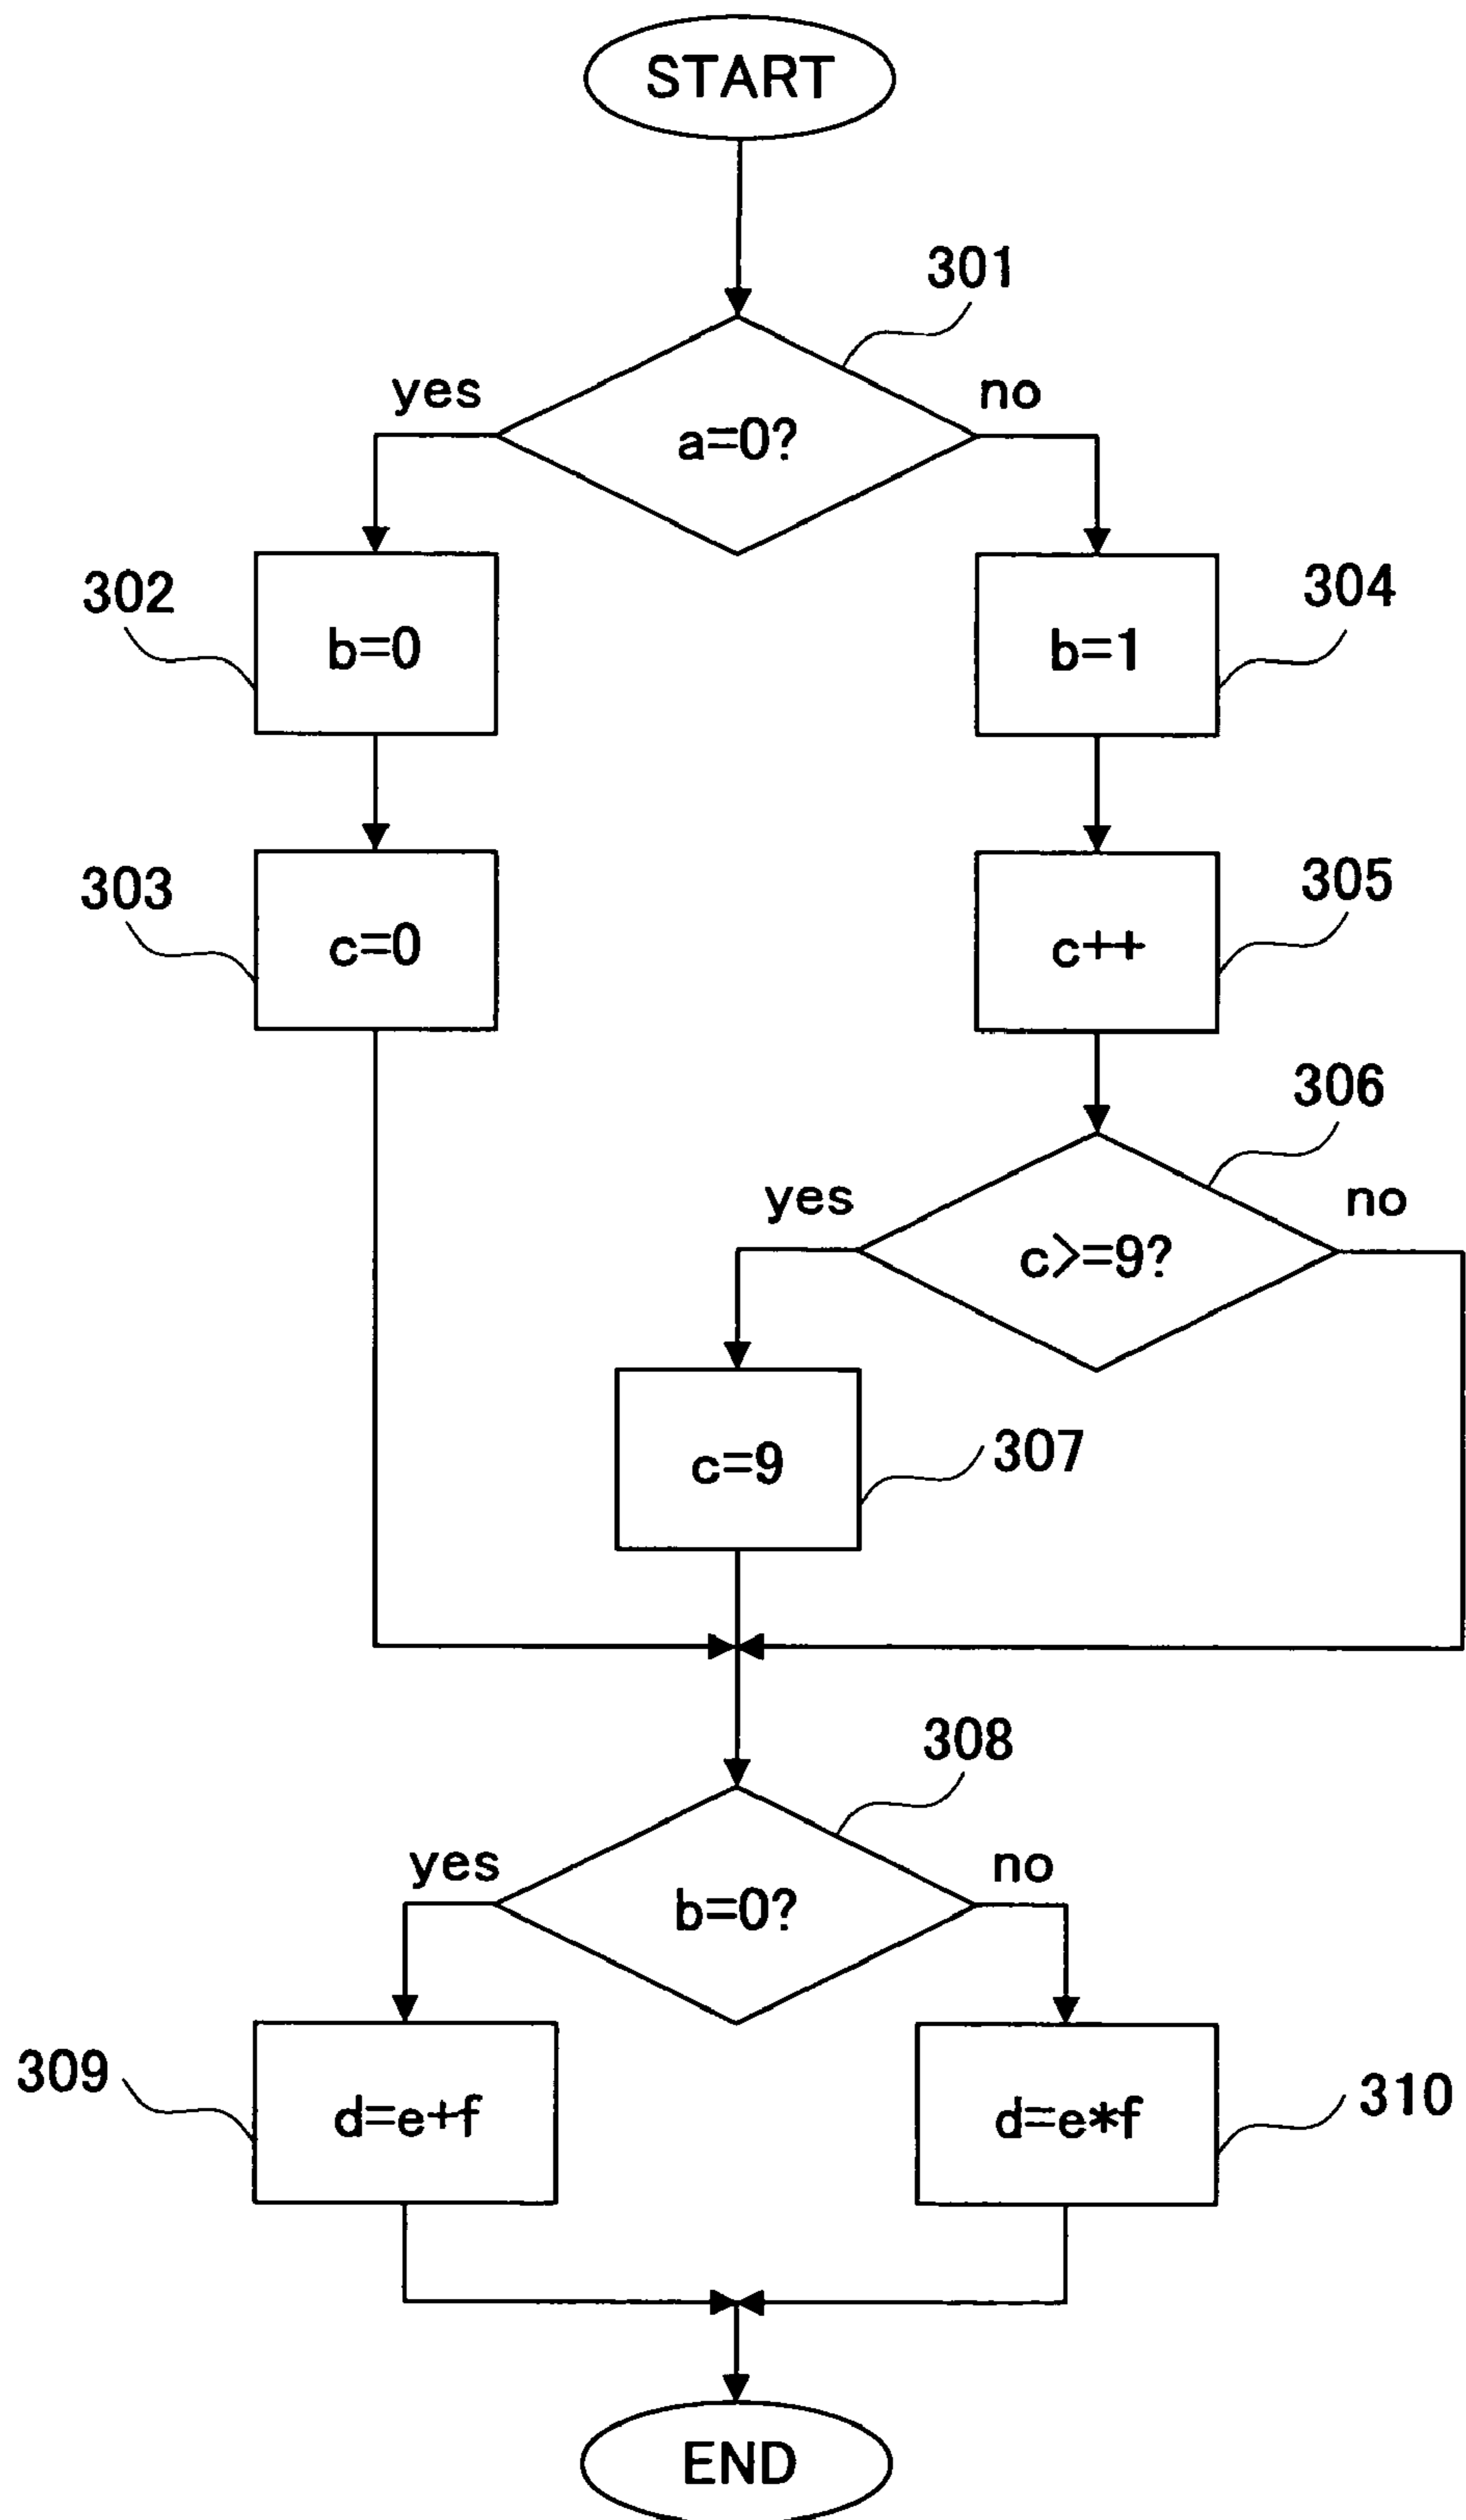 START
301
yes
no
a=0?
302
304
b=0
b=1
303
305
c=0
c++
306
yes
no
c>=9?
c=9
307
308
yes
no
b=0?
309
310
d=e+f
d=e*f
END